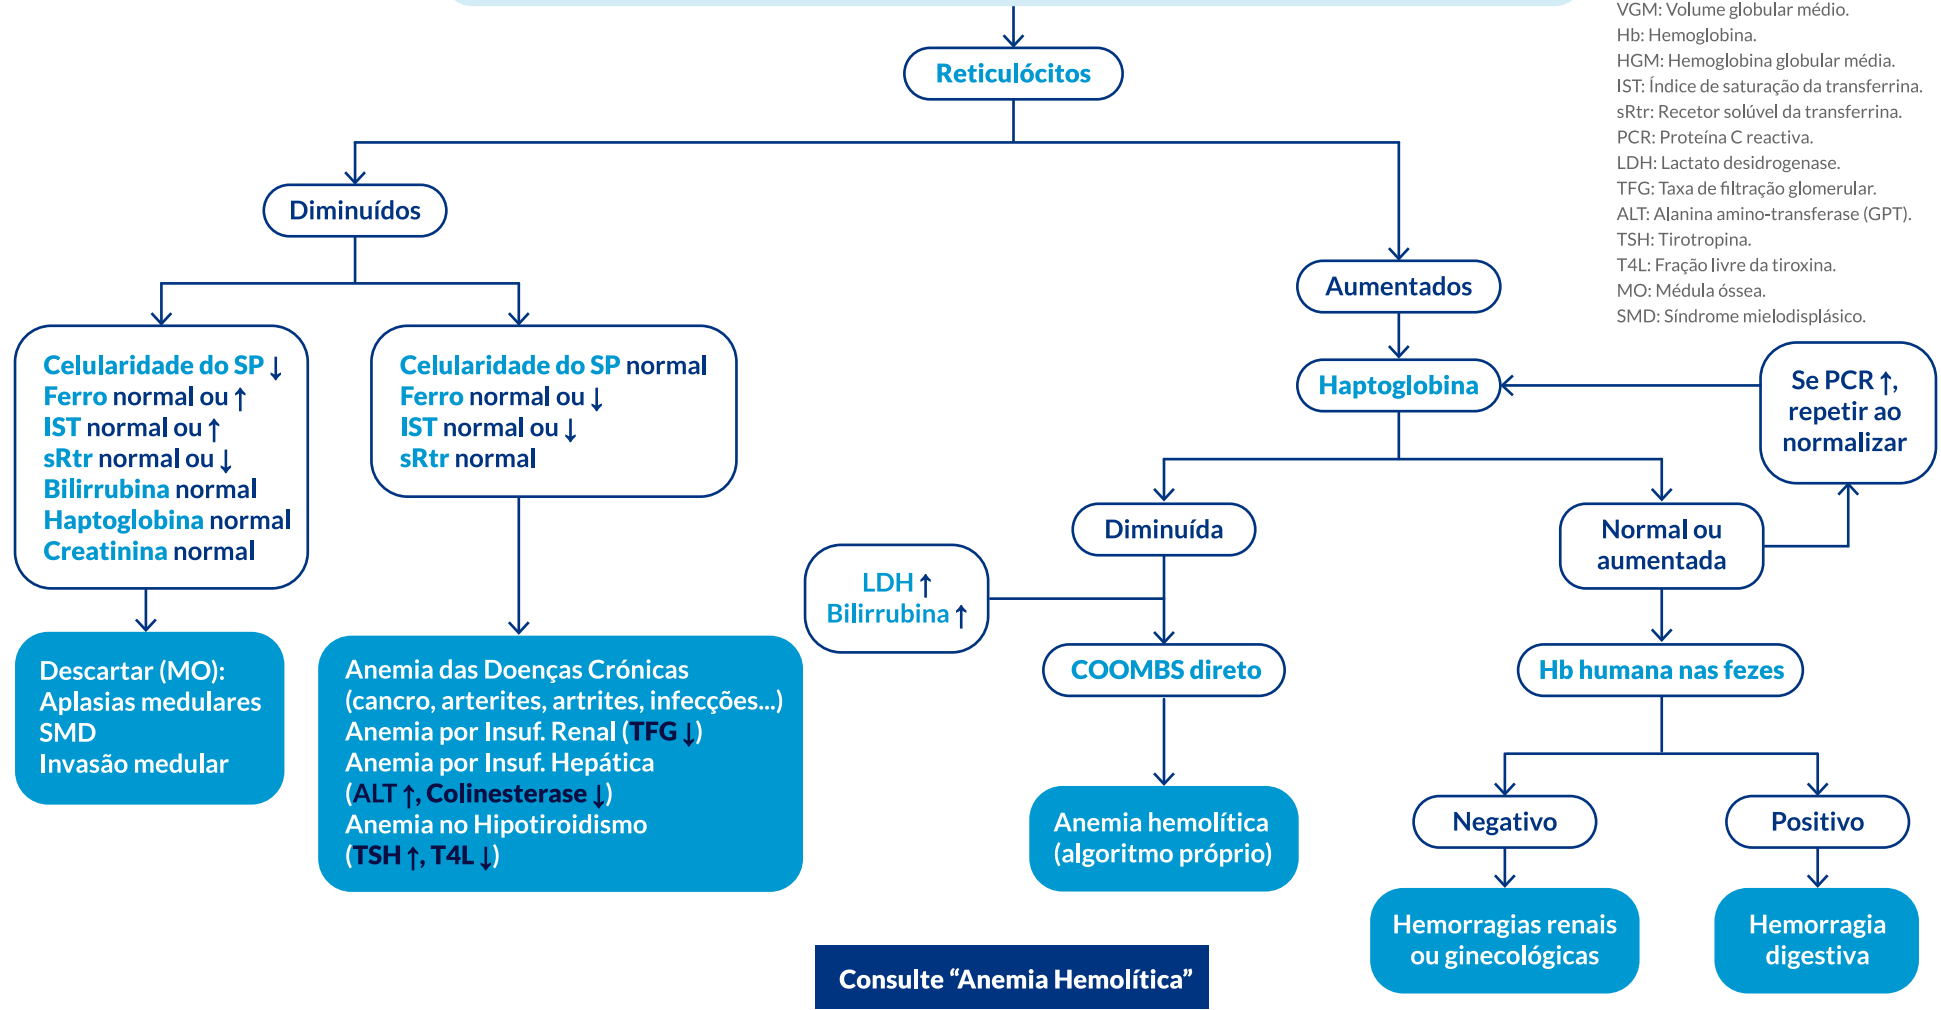 VGM: Volume globular médio.
Hb: Hemoglobina.
HGM: Hemoglobina globular média.
IST: Índice de saturação da transferrina.
sRtr: Recetor solúvel da transferrina.
PCR: Proteína C reactiva.
LDH: Lactato desidrogenase.
TFG: Taxa de filtração glomerular.
ALT: Alanina amino-transferase (GPT).
TSH: Tirotropina.
T4L: Fração livre da tiroxina.
MO: Médula óssea.
SMD: Síndrome mielodisplásico.
Reticulócitos
Diminuídos
Aumentados
Celularidade do SP ↓
Ferro normal ou ↑
IST normal ou ↑
sRtr normal ou ↓
Bilirrubina normal
Haptoglobina normal
Creatinina normal
Celularidade do SP normal
Ferro normal ou ↓
IST normal ou ↓
sRtr normal
Haptoglobina
Se PCR ↑,
repetir ao
normalizar
Diminuída
Normal ou
aumentada
LDH ↑
Bilirrubina ↑
COOMBS direto
Hb humana nas fezes
Descartar (MO):
Aplasias medulares
SMD
Invasão medular
Anemia das Doenças Crónicas
(cancro, arterites, artrites, infecções...)
Anemia por Insuf. Renal (TFG ↓)
Anemia por Insuf. Hepática
(ALT ↑, Colinesterase ↓)
Anemia no Hipotiroidismo
(TSH ↑, T4L ↓)
Anemia hemolítica
(algoritmo próprio)
Negativo
Positivo
Hemorragias renais
ou ginecológicas
Hemorragia
digestiva
Consulte “Anemia Hemolítica”